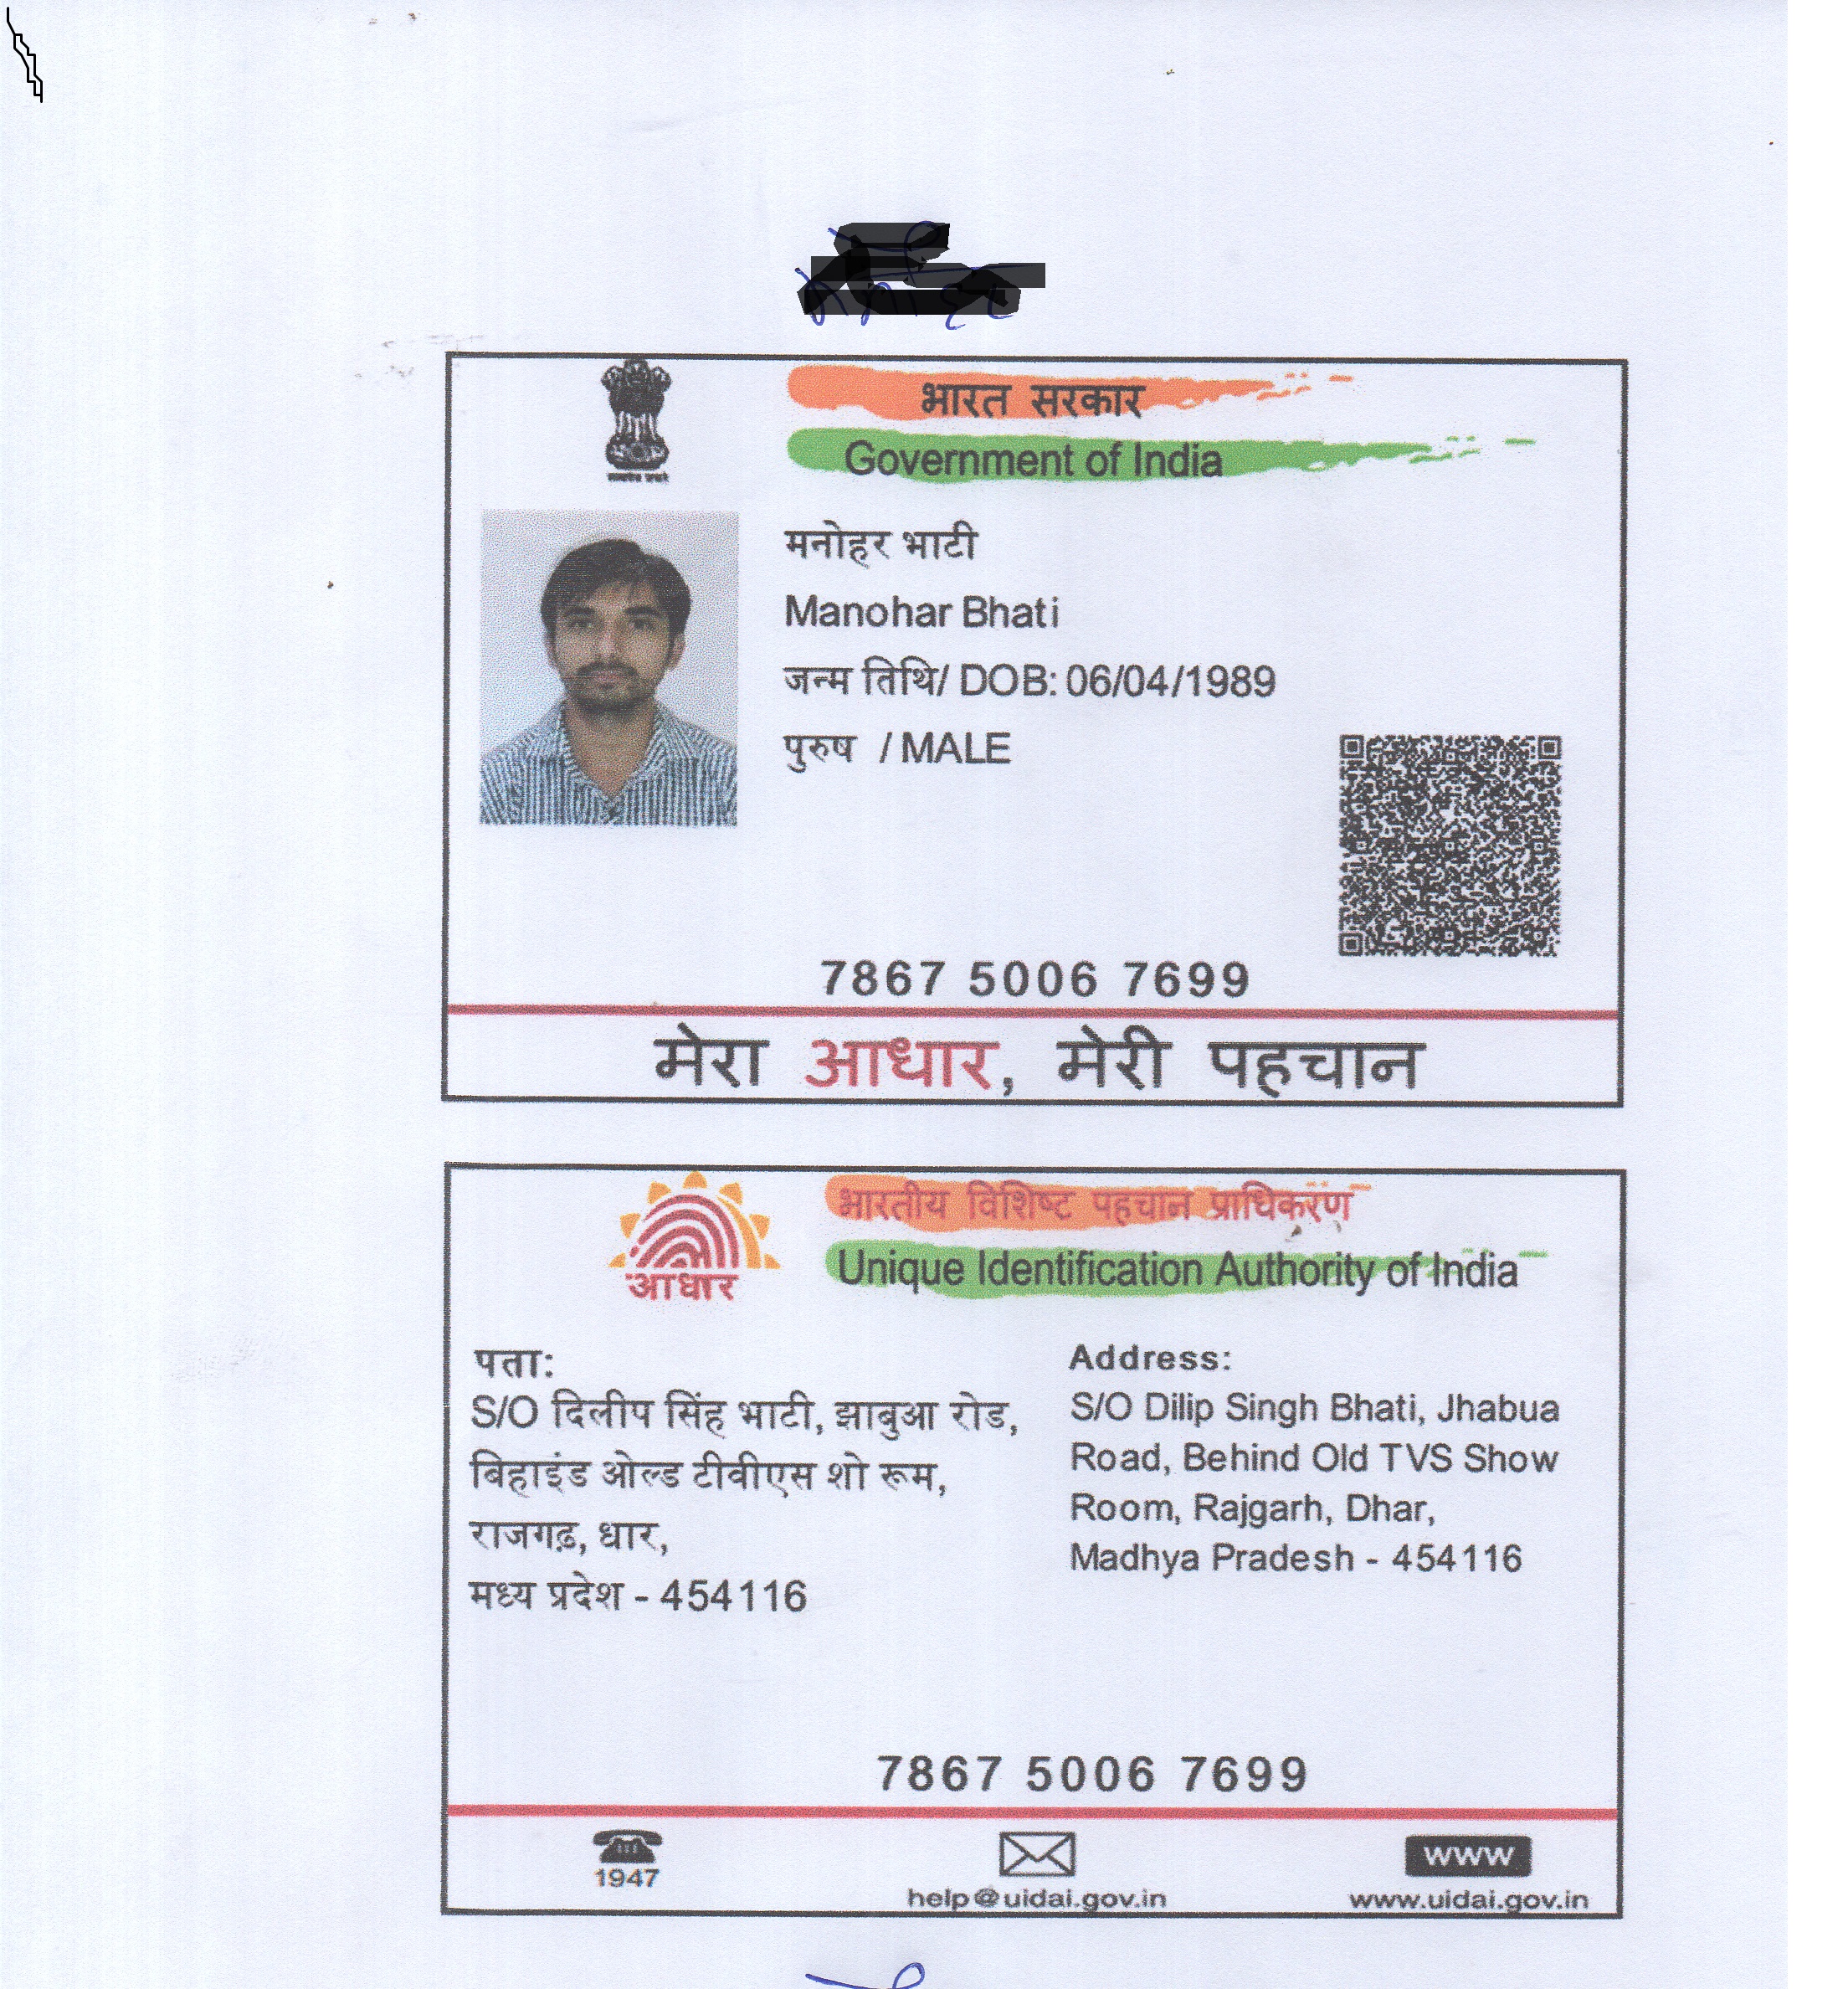 भारत सरकार
Government of India
मनोहर भाटी
Manohar Bhati
जन्म तिथि/ DOB: 06/04/1989
पुरुष / MALE
7867 5006 7699
मेरा आधार, मेरी पहचान
आधार
भारतीय विशिष्ट पहचान प्राधिकरण
Unique Identification Authority of India
पता:
S/O दिलीप सिंह भाटी, झाबुआ रोड,
बिहाइंड ओल्ड टीवीएस शो रूम,
राजगढ़, धार,
मध्य प्रदेश - 454116
Address:
S/O Dilip Singh Bhati, Jhabua
Road, Behind Old TVS Show
Room, Rajgarh, Dhar,
Madhya Pradesh - 454116
7867 5006 7699
1947
help@uidai.gov.in
www
www.uidai.gov.in